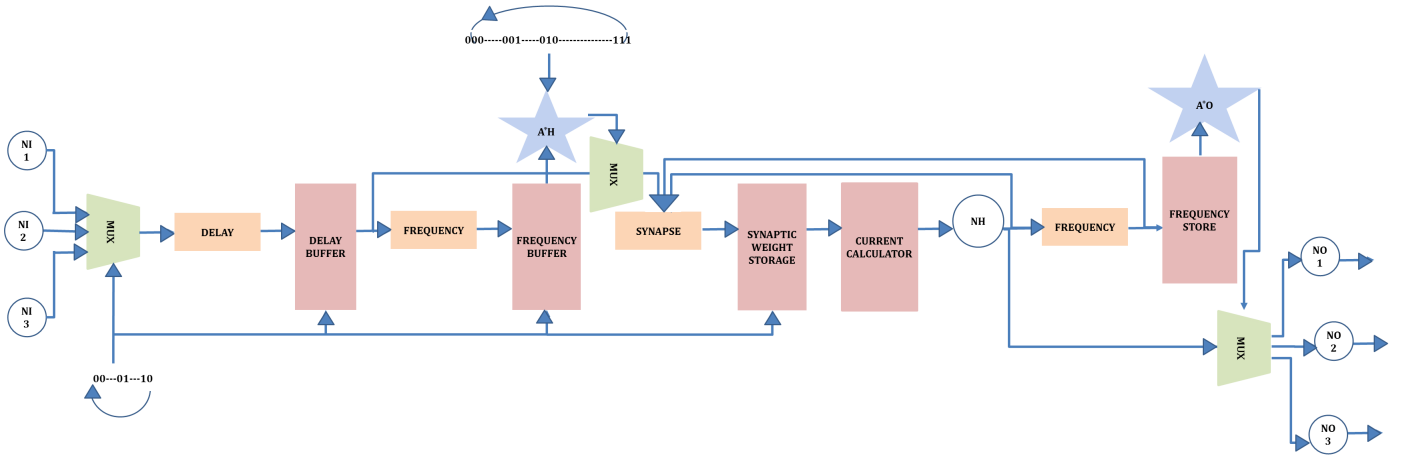 000-----001-----010---------------111
A*H
A*O
NI
1
NI
2
NI
3
MUX
DELAY
DELAY
BUFFER
FREQUENCY
FREQUENCY
BUFFER
MUX
SYNAPSE
SYNAPTIC
WEIGHT
STORAGE
CURRENT
CALCULATOR
NH
FREQUENCY
FREQUENCY
STORE
MUX
NO
1
NO
2
NO
3
00---01---10